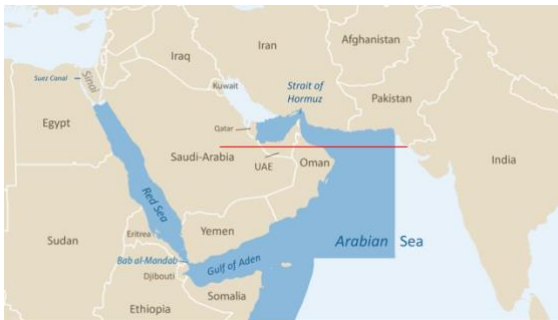 Iran
Afghanistan
Iraq
Suez Canal
Sinai
Kuwait
Strait of
Hormuz
Pakistan
Egypt
Qatar
Saudi-Arabia
UAE
Oman
India
Red Sea
Sudan
Eritrea
Yemen
Arabian Sea
Bab al-Mandab
Gulf of Aden
Djibouti
Somalia
Ethiopia